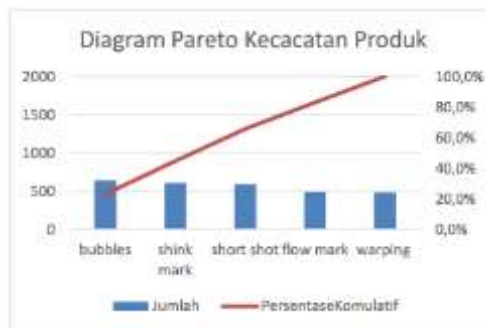 Diagram Pareto Kecacatan Produk
2000
1500
1000
500
0
100,0%
80,0%
60,0%
40,0%
20,0%
0,0%
bubbles
shink mark
short shot
flow mark
warping
Jumlah
PersentaseKomulatif